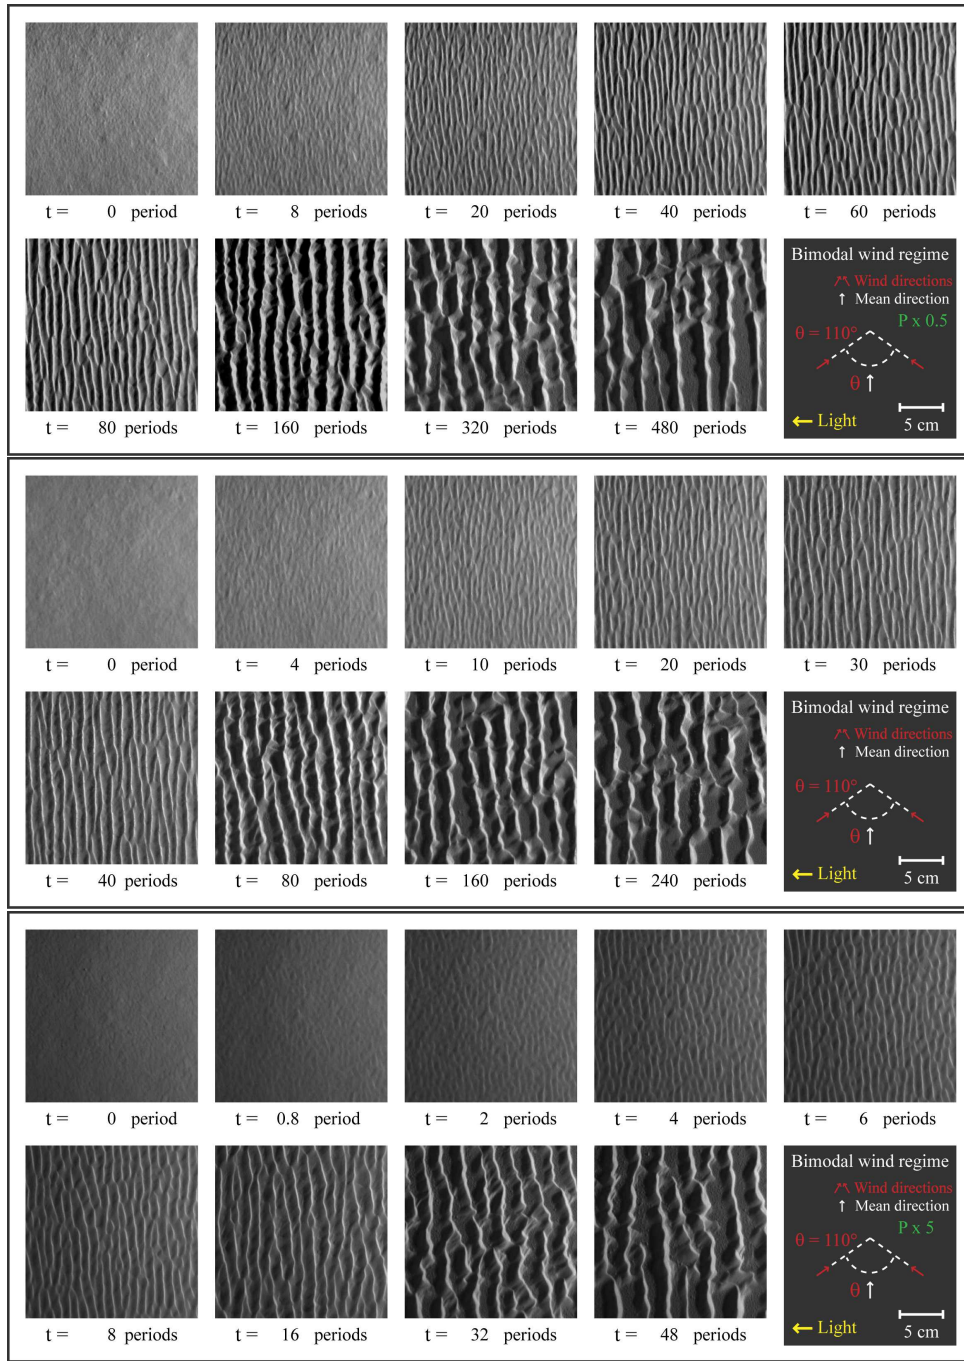 t = 0 period
t = 8 periods
t = 20 periods
t = 40 periods
t = 60 periods
t = 80 periods
t = 160 periods
t = 320 periods
t = 480 periods
Bimodal wind regime
Wind directions
↑ Mean direction
P x 0.5
θ = 110°
θ
← Light
5 cm
t = 0 period
t = 4 periods
t = 10 periods
t = 20 periods
t = 30 periods
t = 40 periods
t = 80 periods
t = 160 periods
t = 240 periods
Bimodal wind regime
Wind directions
↑ Mean direction
θ = 110°
θ
← Light
5 cm
t = 0 period
t = 0.8 period
t = 2 periods
t = 4 periods
t = 6 periods
t = 8 periods
t = 16 periods
t = 32 periods
t = 48 periods
Bimodal wind regime
Wind directions
↑ Mean direction
P x 5
θ = 110°
θ
← Light
5 cm